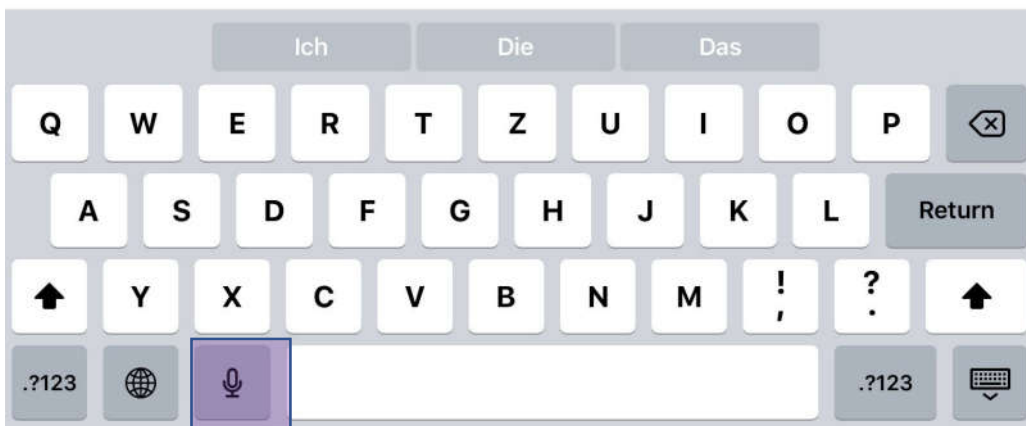 Ich Die Das
Q W E R T Z U I O P
A S D F G H J K L Return
Y X C V B N M ! ?
, .
.?123 .?123